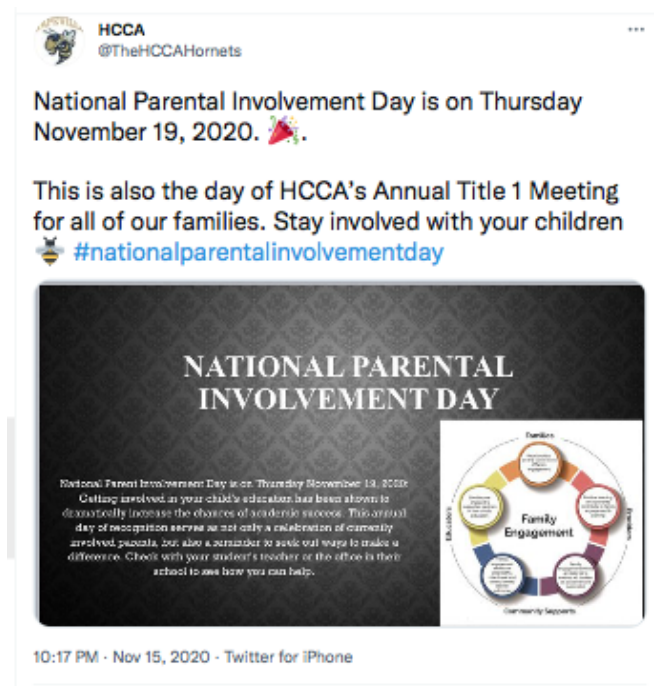 HCCA
@TheHCCAHornets
National Parental Involvement Day is on Thursday
November 19, 2020. 🎉.
This is also the day of HCCA's Annual Title 1 Meeting
for all of our families. Stay involved with your children
🐝 #nationalparentalinvolvementday
NATIONAL PARENTAL
INVOLVEMENT DAY
National Parent Involvement Day is on Thursday November 19, 2020!
Getting involved in your child's education has been shown to
dramatically increase the chances of academic success. This annual
day of recognition serves as not only a celebration of currently
involved parents, but also a reminder to seek out ways to make a
difference. Check with your student's teacher or the office in their
school to see how you can help.
Families
Educators
Family
Engagement
Community Supports
10:17 PM · Nov 15, 2020 · Twitter for iPhone